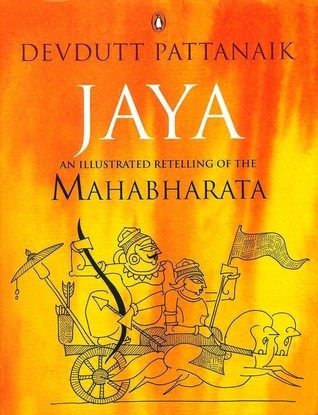 DEVDUTT PATTANAIK
JAYA
AN ILLUSTRATED RETELLING OF THE
MAHABHARATA